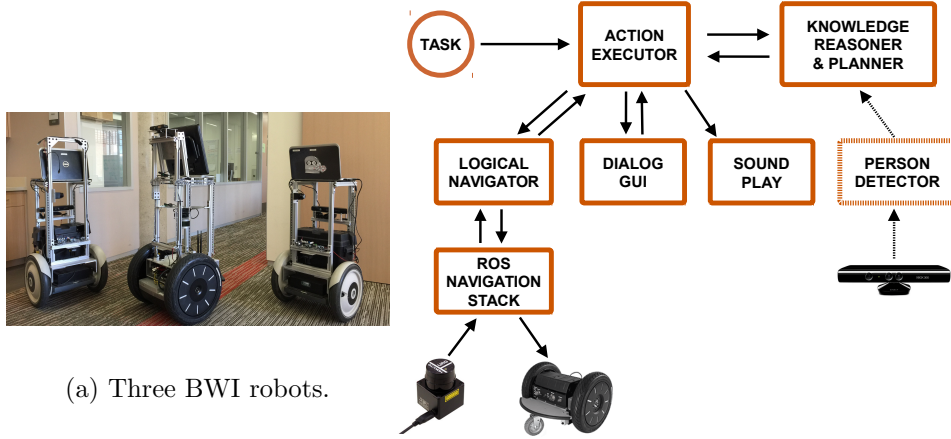 TASK
ACTION
EXECUTOR
KNOWLEDGE
REASONER
& PLANNER
LOGICAL
NAVIGATOR
DIALOG
GUI
SOUND
PLAY
PERSON
DETECTOR
ROS
NAVIGATION
STACK
(a) Three BWI robots.